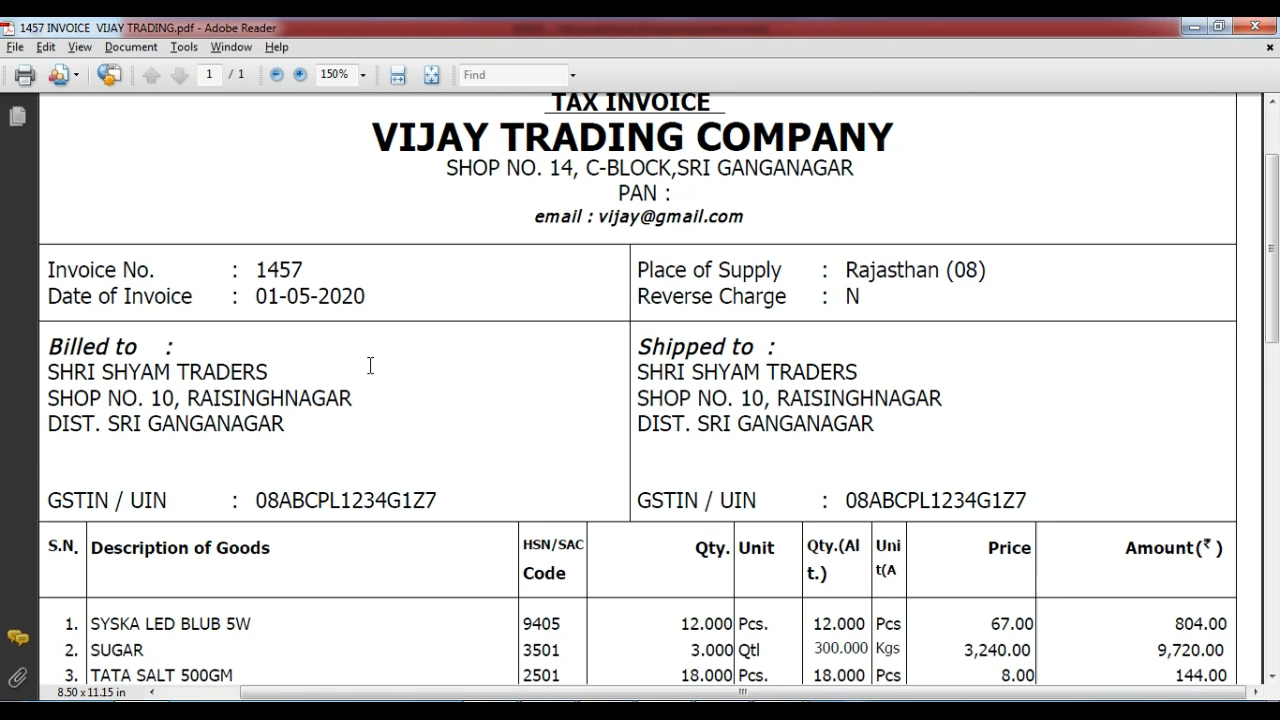 1457 INVOICE  VIJAY TRADING.pdf - Adobe Reader
File Edit View Document Tools Window Help
1 / 1 150% Find
TAX INVOICE
VIJAY TRADING COMPANY
SHOP NO. 14, C-BLOCK,SRI GANGANAGAR
PAN :
email : vijay@gmail.com
Invoice No. : 1457 Place of Supply : Rajasthan (08)
Date of Invoice : 01-05-2020 Reverse Charge : N
Billed to : Shipped to :
SHRI SHYAM TRADERS SHRI SHYAM TRADERS
SHOP NO. 10, RAISINGHNAGAR SHOP NO. 10, RAISINGHNAGAR
DIST. SRI GANGANAGAR DIST. SRI GANGANAGAR
GSTIN / UIN : 08ABCPL1234G1Z7 GSTIN / UIN : 08ABCPL1234G1Z7
S.N. Description of Goods HSN/SAC Qty. Unit Qty.(Al Uni Price Amount(₹ )
Code t.) t(A
1. SYSKA LED BLUB 5W 9405 12.000 Pcs. 12.000 Pcs 67.00 804.00
2. SUGAR 3501 3.000 Qtl 300.000 Kgs 3,240.00 9,720.00
3. TATA SALT 500GM 2501 18.000 Pcs. 18.000 Pcs 8.00 144.00
8.50 x 11.15 in